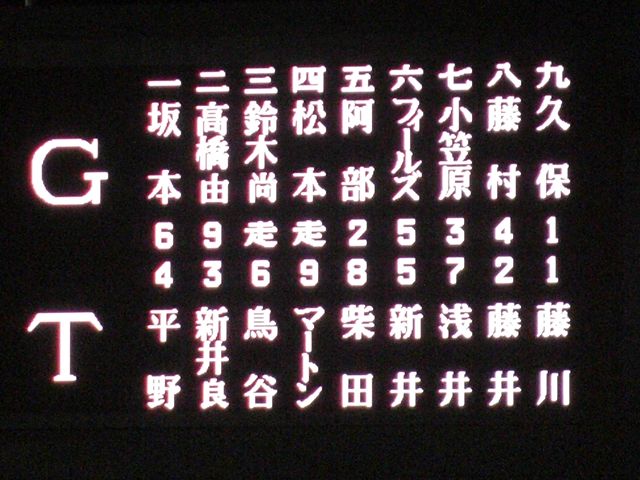 一 二 三 四 五 六 七 八 九
G 坂本 高橋由 鈴木尚 松本 阿部 フィールズ 小笠原 藤村 久保
6 9 走 走 2 5 3 4 1
4 3 6 9 8 5 7 2 1
T 平野 新井良 鳥谷 マートン 柴田 新井 浅井 藤井 藤川